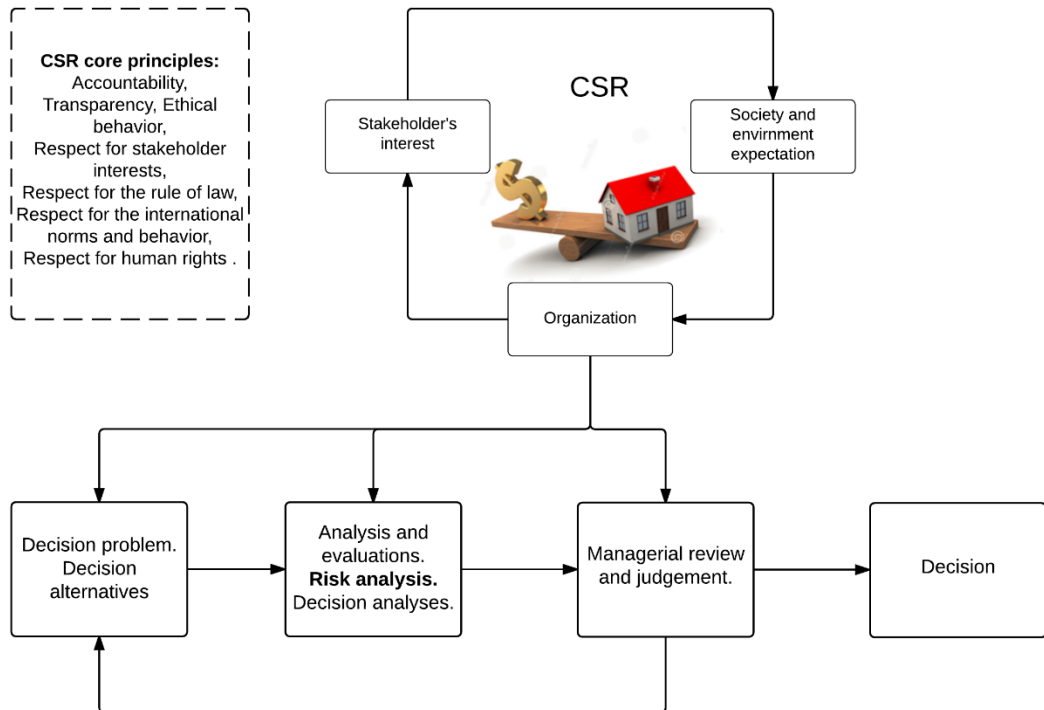 CSR core principles:
Accountability,
Transparency, Ethical
behavior,
Respect for stakeholder
interests,
Respect for the rule of law,
Respect for the international
norms and behavior,
Respect for human rights .
CSR
Stakeholder's
interest
Society and
envirnment
expectation
Organization
Decision problem.
Decision
alternatives
Analysis and
evaluations.
Risk analysis.
Decision analyses.
Managerial review
and judgement.
Decision